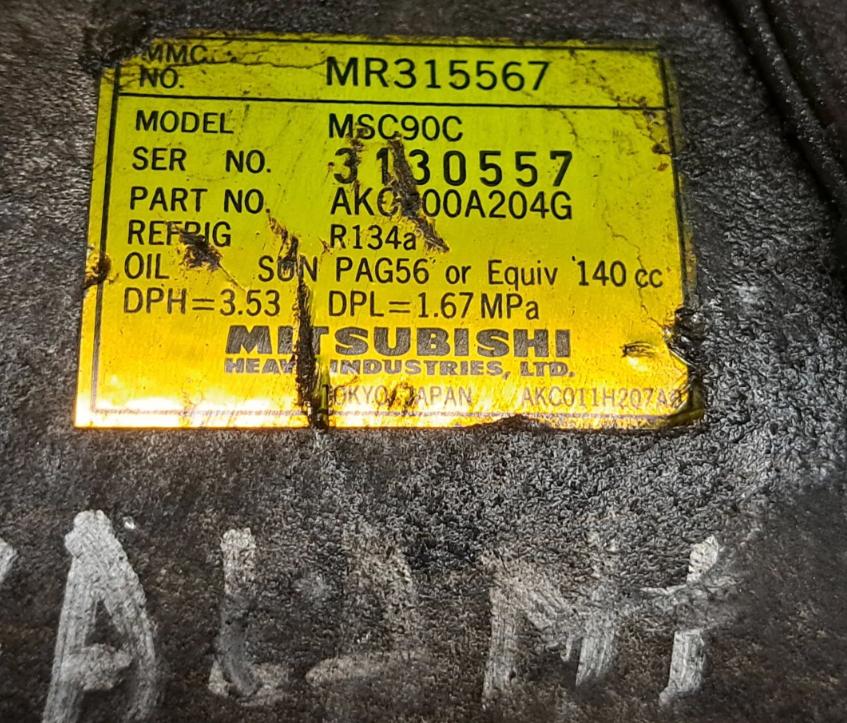 MMC
NO. MR315567
MODEL MSC90C
SER NO. 3130557
PART NO.
REFRIG R134a
OIL SUN PAG56 or Equiv 140 cc
DPH=3.53 DPL=1.67 MPa
MITSUBISHI
HEAVY INDUSTRIES, LTD.
TOKYO JAPAN